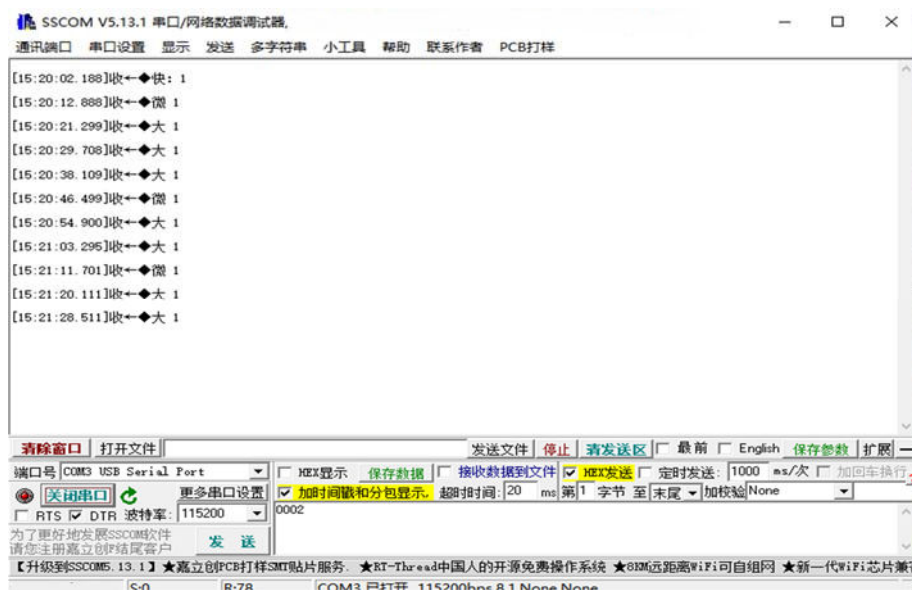 SSCOM V5.13.1 串口/网络数据调试器,
通讯端口 串口设置 显示 发送 多字符串 小工具 帮助 联系作者 PCB打样
[15:20:02.188]收←◆快: 1
[15:20:12.888]收←◆微 1
[15:20:21.299]收←◆大 1
[15:20:29.708]收←◆大 1
[15:20:38.109]收←◆大 1
[15:20:46.499]收←◆微 1
[15:20:54.900]收←◆大 1
[15:21:03.295]收←◆大 1
[15:21:11.701]收←◆微 1
[15:21:20.111]收←◆大 1
[15:21:28.511]收←◆大 1
清除窗口 打开文件 发送文件 停止 清发送区 最前 English 保存参数 扩展 —
端口号 COM3 USB Serial Port HEX显示 保存数据 接收数据到文件 HEX发送 定时发送: 1000 ms/次 加回车换行
关闭串口 更多串口设置 加时间戳和分包显示, 超时时间: 20 ms 第1 字节 至 末尾 加校验 None
RTS DTR 波特率: 115200 0002
为了更好地发展SSCOM软件
请您注册嘉立创F结尾客户
发 送
【升级到SSCOM5.13.1】★嘉立创PCB打样SMT贴片服务. ★RT-Thread中国人的开源免费操作系统 ★8KM远距离WiFi可自组网 ★新一代WiFi芯片兼
S:0 R:78 COM3 已打开 115200bps,8,1,None,None